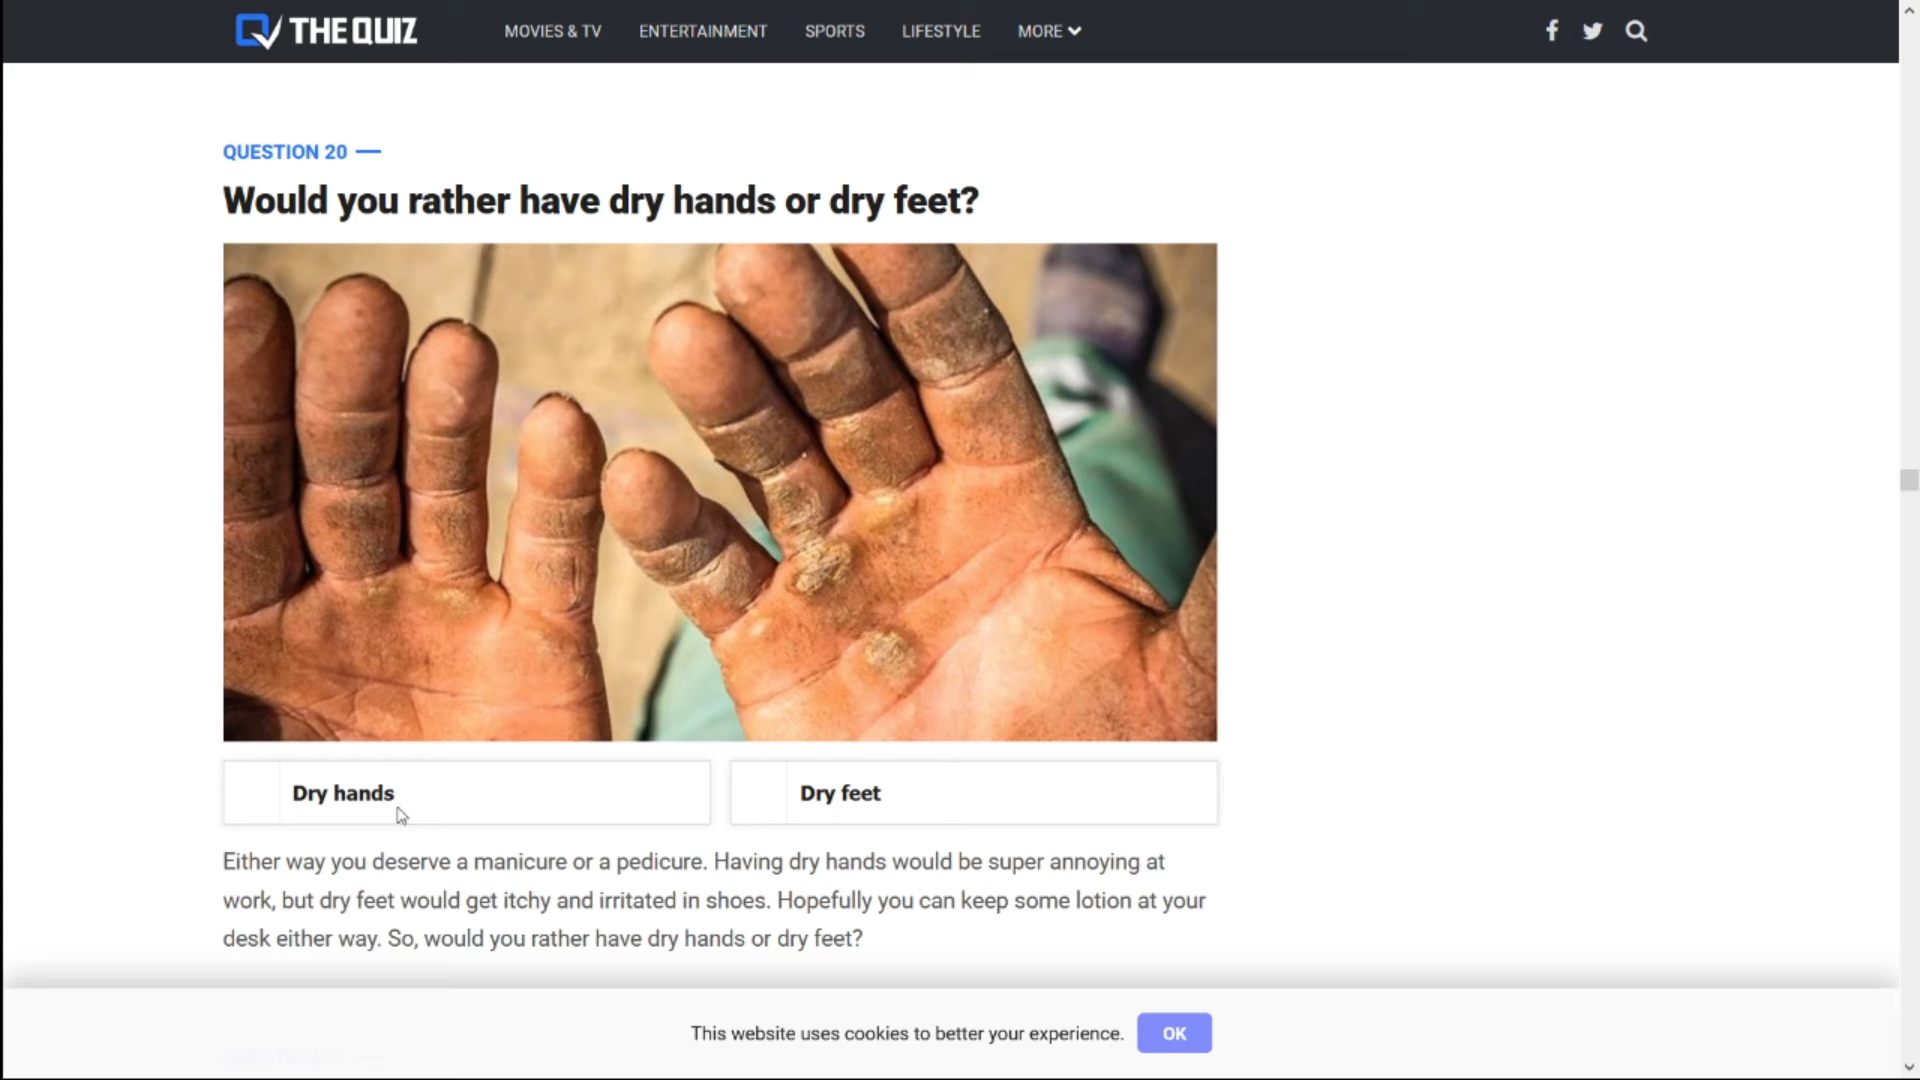 THE QUIZ
MOVIES & TV
ENTERTAINMENT
SPORTS
LIFESTYLE
MORE
QUESTION 20
Would you rather have dry hands or dry feet?
Dry hands
Dry feet
Either way you deserve a manicure or a pedicure. Having dry hands would be super annoying at
work, but dry feet would get itchy and irritated in shoes. Hopefully you can keep some lotion at your
desk either way. So, would you rather have dry hands or dry feet?
This website uses cookies to better your experience.
OK